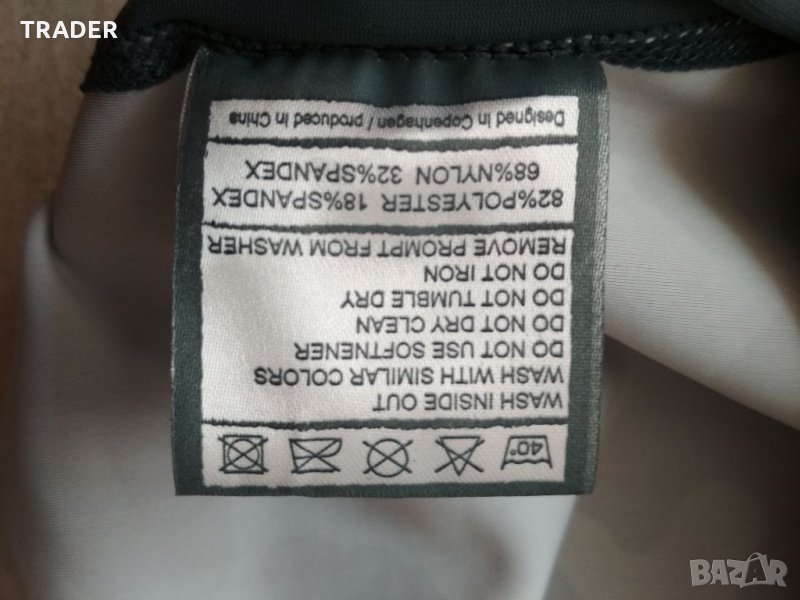 TRADER
40°
WASH INSIDE OUT
WASH WITH SIMILAR COLORS
DO NOT USE SOFTNENER
DO NOT DRY CLEAN
DO NOT TUMBLE DRY
DO NOT IRON
REMOVE PROMPT FROM WASHER
82%POLYESTER 18%SPANDEX
68%NYLON 32%SPANDEX
Designed in Copenhagen / produced in China
BAZAR